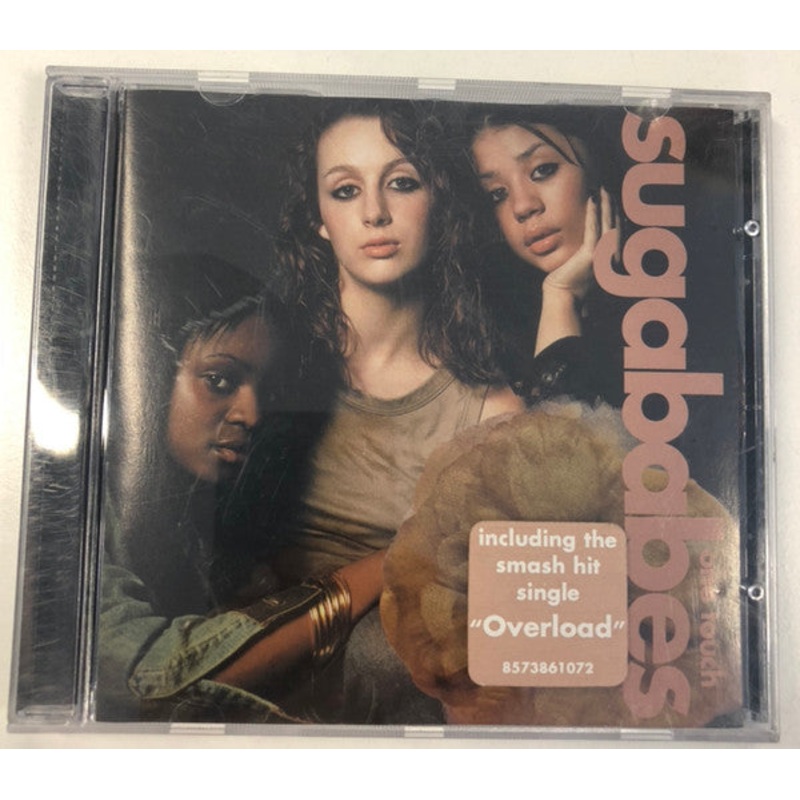 sugababes
one touch
including the
smash hit
single
“Overload”
8573861072